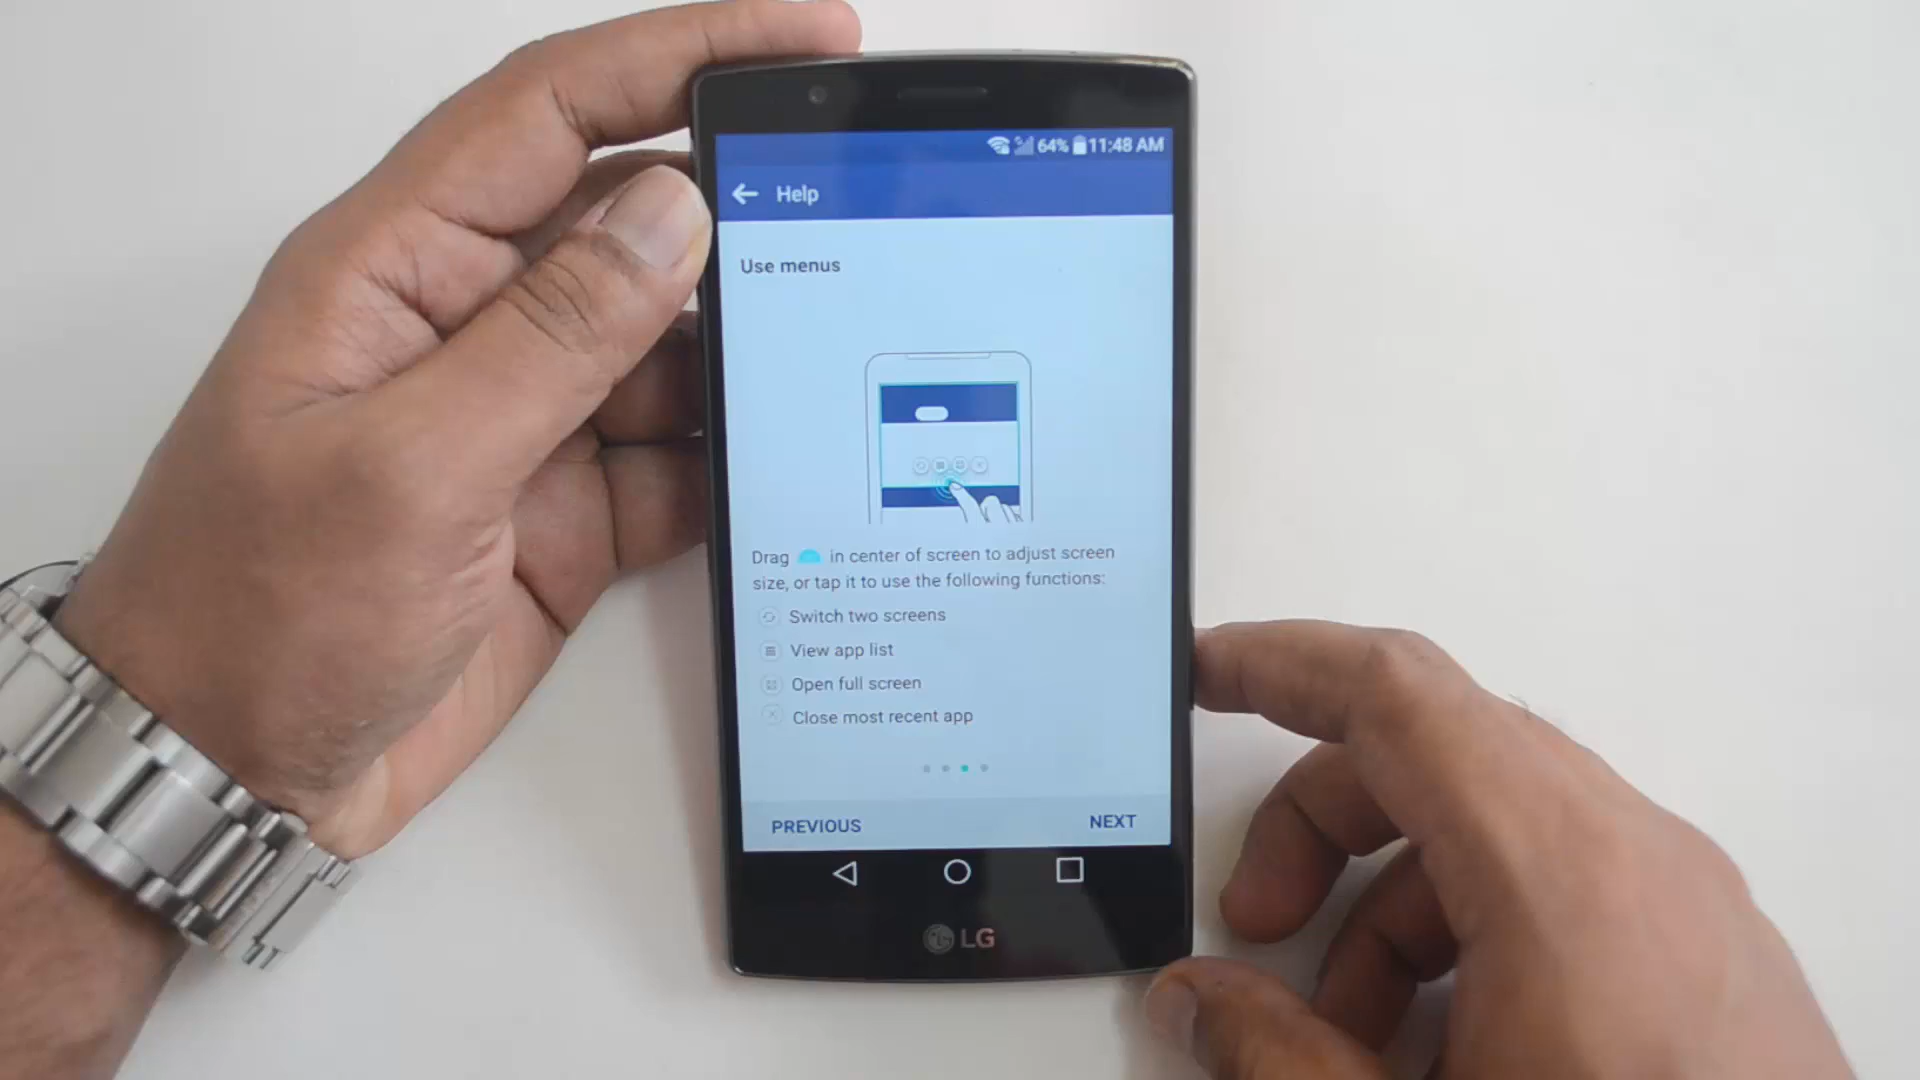 64% 11:48 AM
Help
Use menus
Drag in center of screen to adjust screen
size, or tap it to use the following functions:
Switch two screens
View app list
Open full screen
Close most recent app
PREVIOUS NEXT
LG